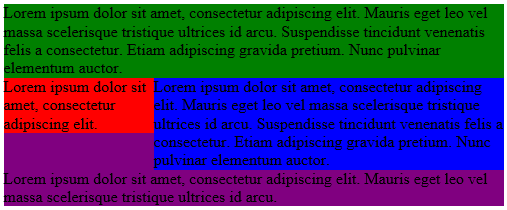 Lorem ipsum dolor sit amet, consectetur adipiscing elit. Mauris eget leo vel
massa scelerisque tristique ultrices id arcu. Suspendisse tincidunt venenatis
felis a consectetur. Etiam adipiscing gravida pretium. Nunc pulvinar
elementum auctor.
Lorem ipsum dolor sit
amet, consectetur
adipiscing elit.
Lorem ipsum dolor sit amet, consectetur adipiscing
elit. Mauris eget leo vel massa scelerisque tristique
ultrices id arcu. Suspendisse tincidunt venenatis felis a
consectetur. Etiam adipiscing gravida pretium. Nunc
pulvinar elementum auctor.
Lorem ipsum dolor sit amet, consectetur adipiscing elit. Mauris eget leo vel
massa scelerisque tristique ultrices id arcu.